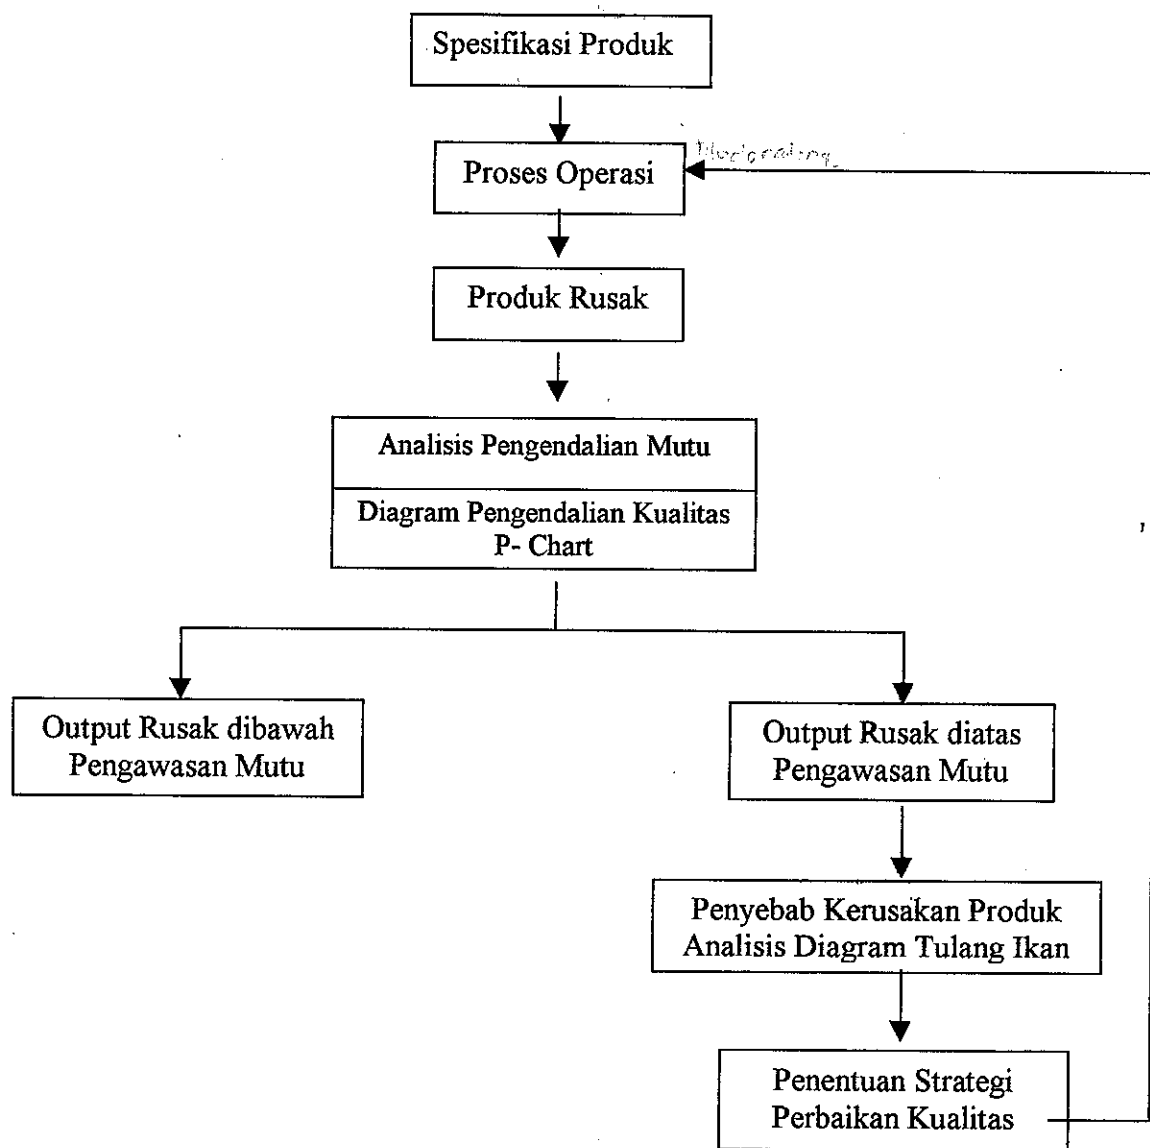 Spesifikasi Produk
Proses Operasi
Produk Rusak
Analisis Pengendalian Mutu
Diagram Pengendalian Kualitas
P- Chart
Output Rusak dibawah
Pengawasan Mutu
Output Rusak diatas
Pengawasan Mutu
Penyebab Kerusakan Produk
Analisis Diagram Tulang Ikan
Penentuan Strategi
Perbaikan Kualitas